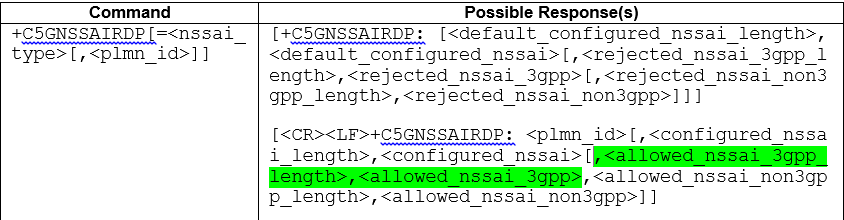 Command
Possible Response(s)
+C5GNSSAIRDP[=<nssai_
type>[,<plmn_id>]]
[+C5GNSSAIRDP: [<default_configured_nssai_length>,
<default_configured_nssai>[,<rejected_nssai_3gpp_l
ength>,<rejected_nssai_3gpp>[,<rejected_nssai_non3
gpp_length>,<rejected_nssai_non3gpp>]]]
[<CR><LF>+C5GNSSAIRDP: <plmn_id>[,<configured_nssa
i_length>,<configured_nssai>[,<allowed_nssai_3gpp_
length>,<allowed_nssai_3gpp>,<allowed_nssai_non3gp
p_length>,<allowed_nssai_non3gpp>]]